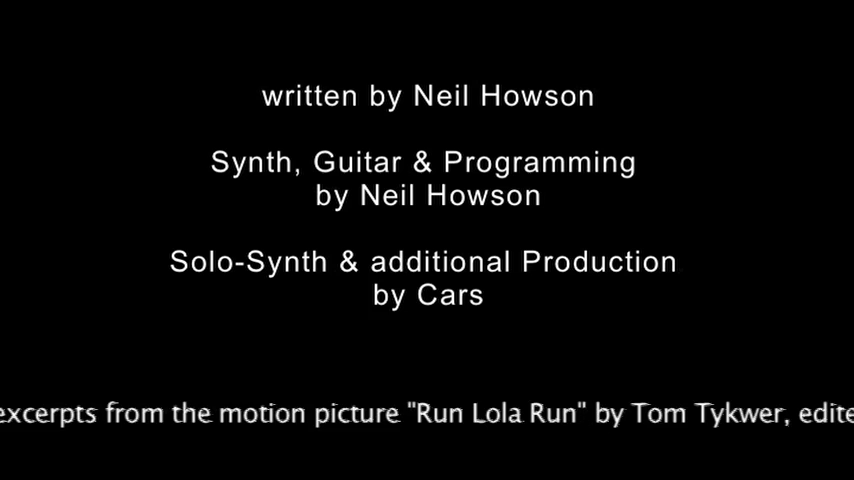 written by Neil Howson
Synth, Guitar & Programming
by Neil Howson
Solo-Synth & additional Production
by Cars
excerpts from the motion picture "Run Lola Run" by Tom Tykwer, edite